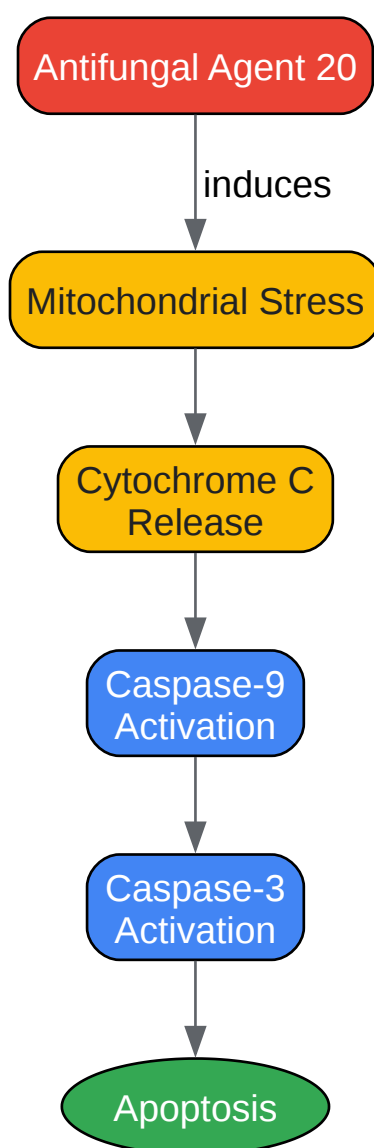 Antifungal Agent 20
induces
Mitochondrial Stress
Cytochrome C
Release
Caspase-9
Activation
Caspase-3
Activation
Apoptosis